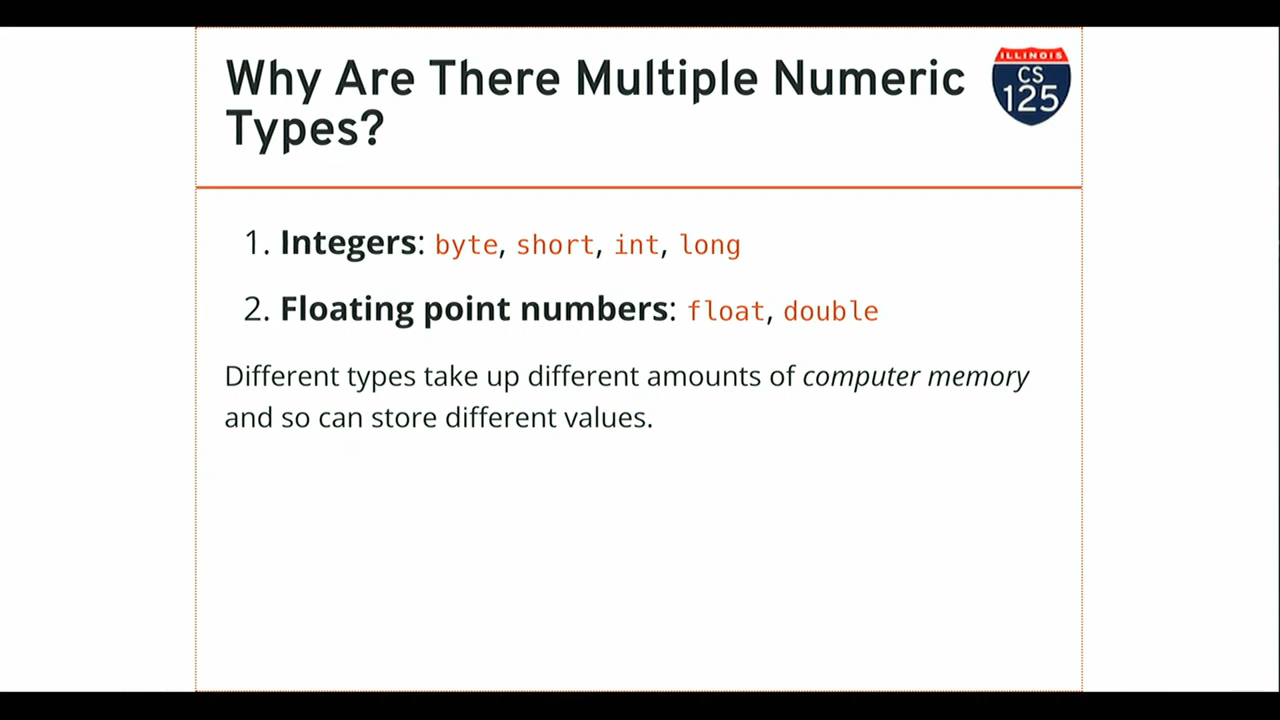 Why Are There Multiple Numeric
Types?
ILLINOIS
CS
125
1. Integers: byte, short, int, long
2. Floating point numbers: float, double
Different types take up different amounts of computer memory
and so can store different values.